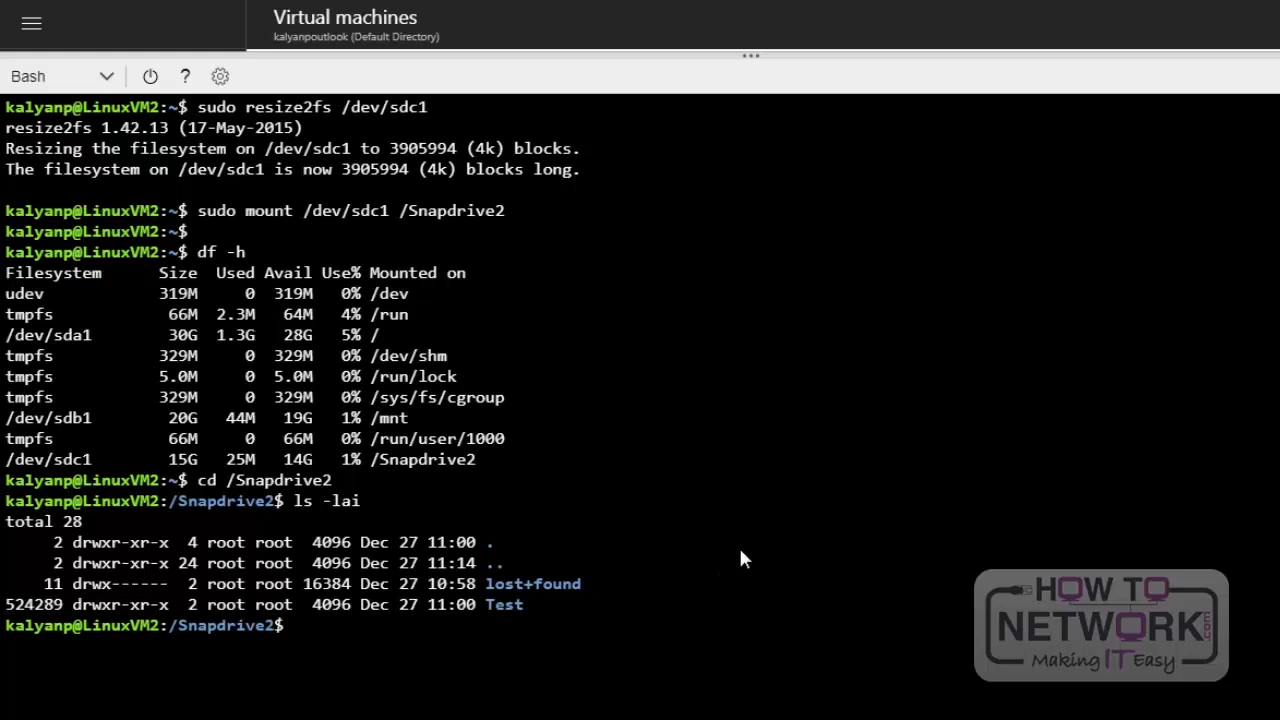 Virtual machines
kalyanpoutlook (Default Directory)
Bash ?
kalyanp@LinuxVM2:~$ sudo resize2fs /dev/sdc1
resize2fs 1.42.13 (17-May-2015)
Resizing the filesystem on /dev/sdc1 to 3905994 (4k) blocks.
The filesystem on /dev/sdc1 is now 3905994 (4k) blocks long.
kalyanp@LinuxVM2:~$ sudo mount /dev/sdc1 /Snapdrive2
kalyanp@LinuxVM2:~$
kalyanp@LinuxVM2:~$ df -h
Filesystem      Size  Used Avail Use% Mounted on
udev            319M     0  319M   0% /dev
tmpfs            66M  2.3M   64M   4% /run
/dev/sda1        30G  1.3G   28G   5% /
tmpfs           329M     0  329M   0% /dev/shm
tmpfs           5.0M     0  5.0M   0% /run/lock
tmpfs           329M     0  329M   0% /sys/fs/cgroup
/dev/sdb1        20G   44M   19G   1% /mnt
tmpfs            66M     0   66M   0% /run/user/1000
/dev/sdc1        15G   25M   14G   1% /Snapdrive2
kalyanp@LinuxVM2:~$ cd /Snapdrive2
kalyanp@LinuxVM2:/Snapdrive2$ ls -lai
total 28
     2 drwxr-xr-x  4 root root  4096 Dec 27 11:00 .
     2 drwxr-xr-x 24 root root  4096 Dec 27 11:14 ..
    11 drwx------  2 root root 16384 Dec 27 10:58 lost+found
524289 drwxr-xr-x  2 root root  4096 Dec 27 11:00 Test
kalyanp@LinuxVM2:/Snapdrive2$
HOW TO
NETWORK.com
Making IT Easy